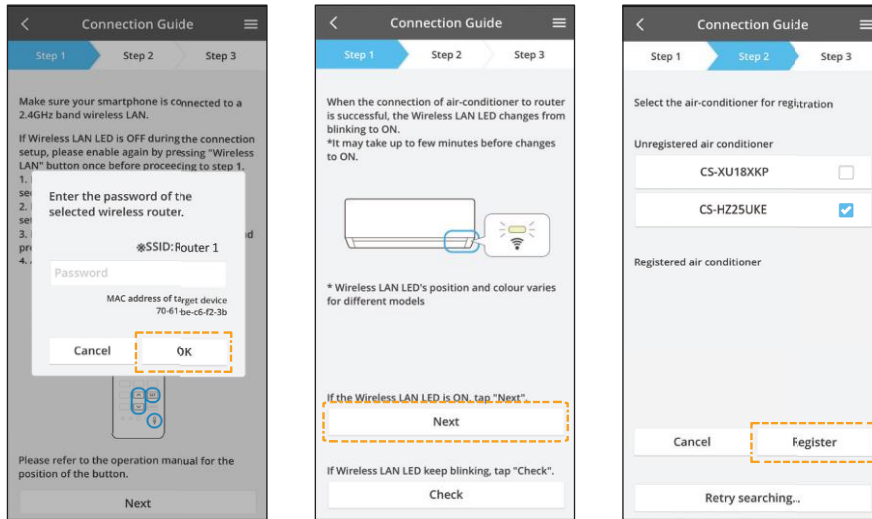 Connection Guide
Step 1 Step 2 Step 3
Make sure your smartphone is connected to a
2.4GHz band wireless LAN.
If Wireless LAN LED is OFF during the connection
setup, please enable again by pressing "Wireless
LAN" button once before proceeding to step 1.
1.
se
2.
set
3. d
pr
4.
Enter the password of the
selected wireless router.
※SSID:Router 1
Password
MAC address of target device
70-61-be-c6-f2-3b
Cancel OK
Please refer to the operation manual for the
position of the button.
Next
Connection Guide
Step 1 Step 2 Step 3
When the connection of air-conditioner to router
is successful, the Wireless LAN LED changes from
blinking to ON.
*It may take up to few minutes before changes
to ON.
* Wireless LAN LED's position and colour varies
for different models
If the Wireless LAN LED is ON, tap "Next".
Next
If Wireless LAN LED keep blinking, tap "Check".
Check
Connection Guide
Step 1 Step 2 Step 3
Select the air-conditioner for registration
Unregistered air conditioner
CS-XU18XKP
CS-HZ25UKE
Registered air conditioner
Cancel Register
Retry searching...